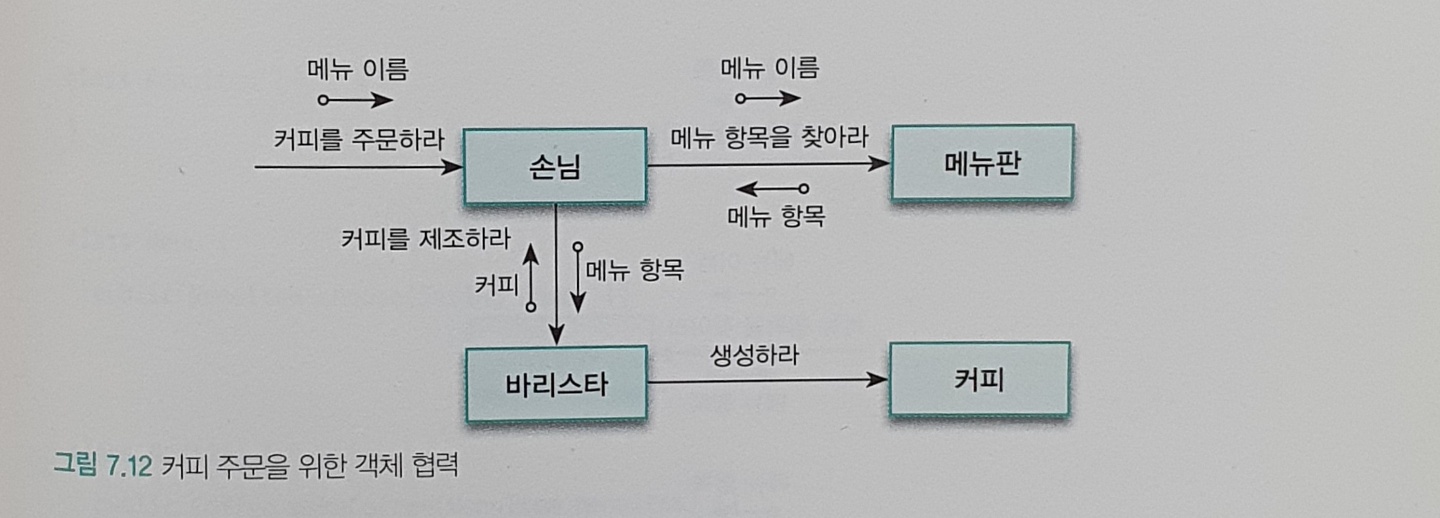 메뉴 이름
메뉴 이름
커피를 주문하라
손님
메뉴 항목을 찾아라
메뉴판
메뉴 항목
커피를 제조하라
커피
메뉴 항목
바리스타
생성하라
커피
그림 7.12 커피 주문을 위한 객체 협력